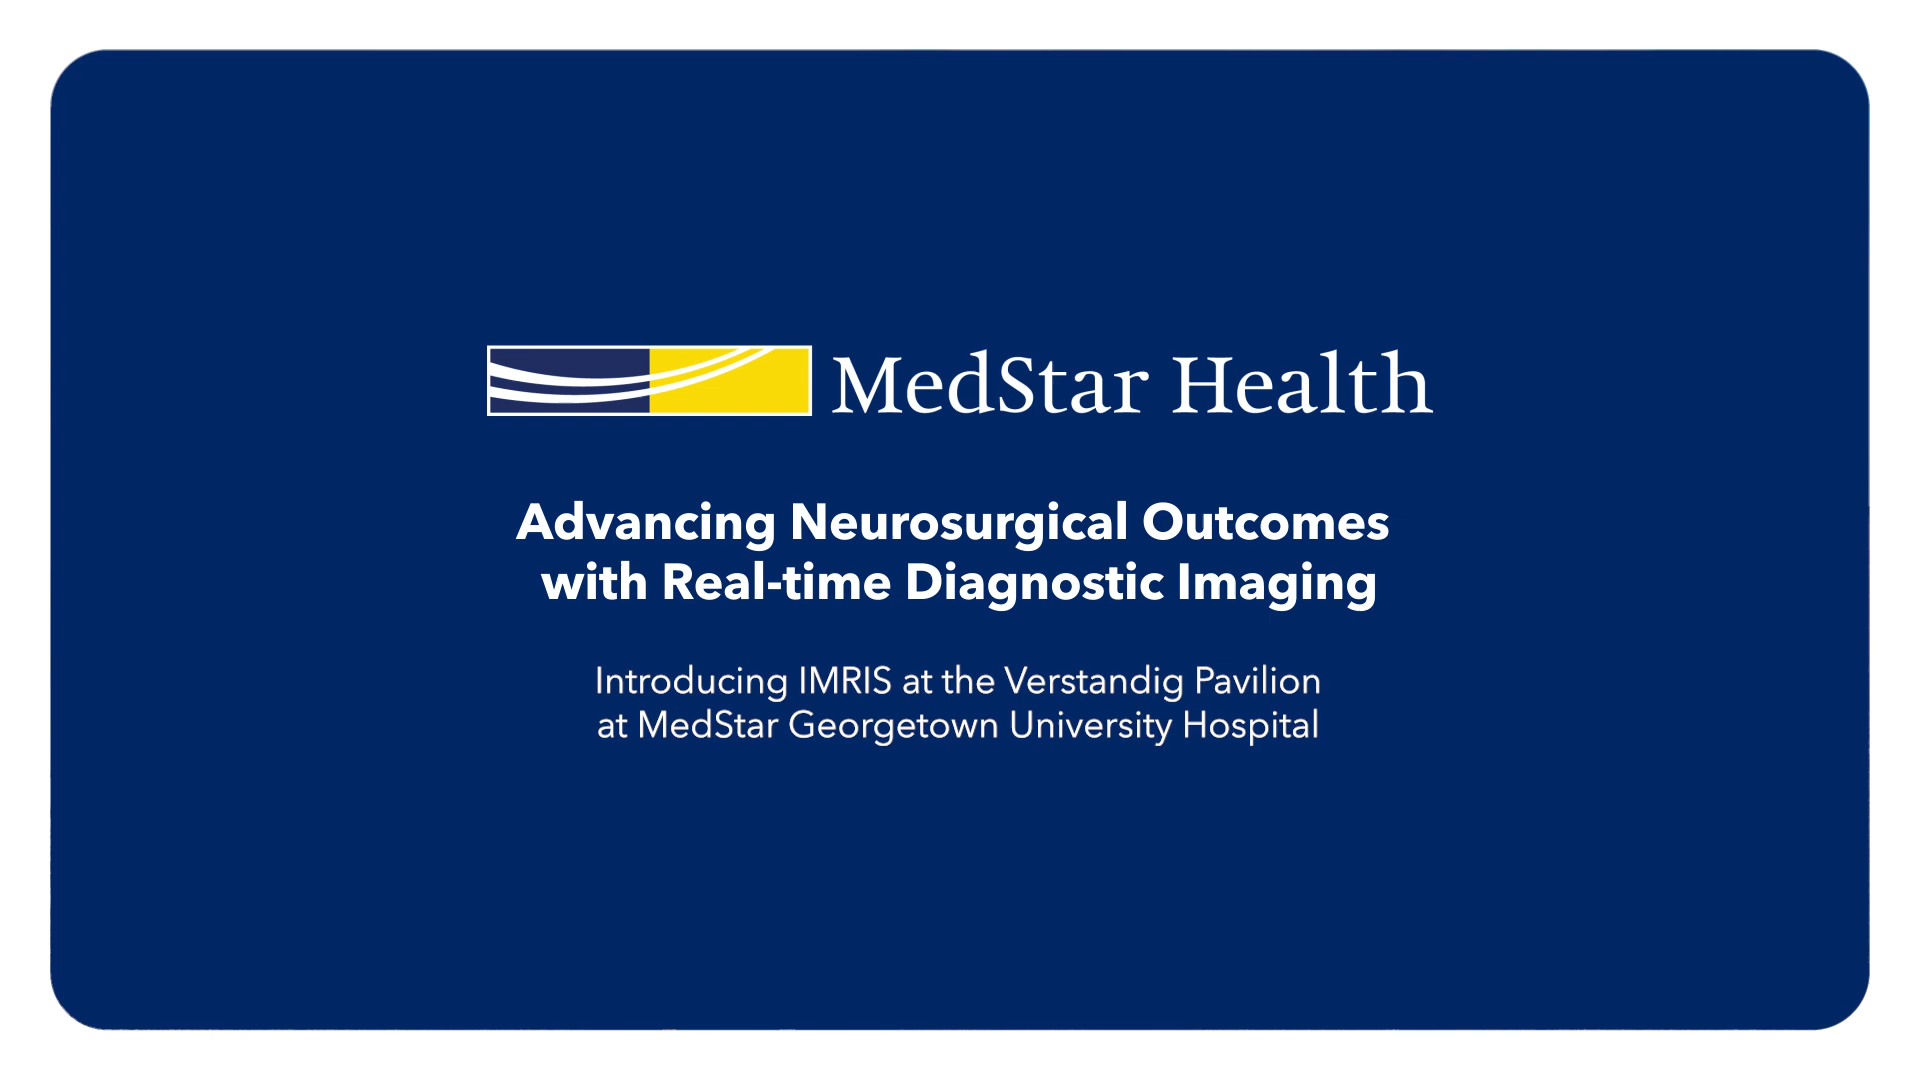 MedStar Health
Advancing Neurosurgical Outcomes
with Real-time Diagnostic Imaging
Introducing IMRIS at the Verstandig Pavilion
at MedStar Georgetown University Hospital